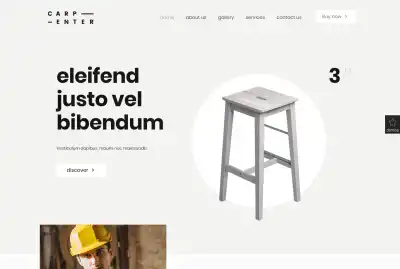 CARP
ENTER
home
about us
gallery
services
contact us
Buy now >
eleifend
justo vel
bibendum
3
Vestibulum dapibus, mauris nec malesuada
discover >
demos